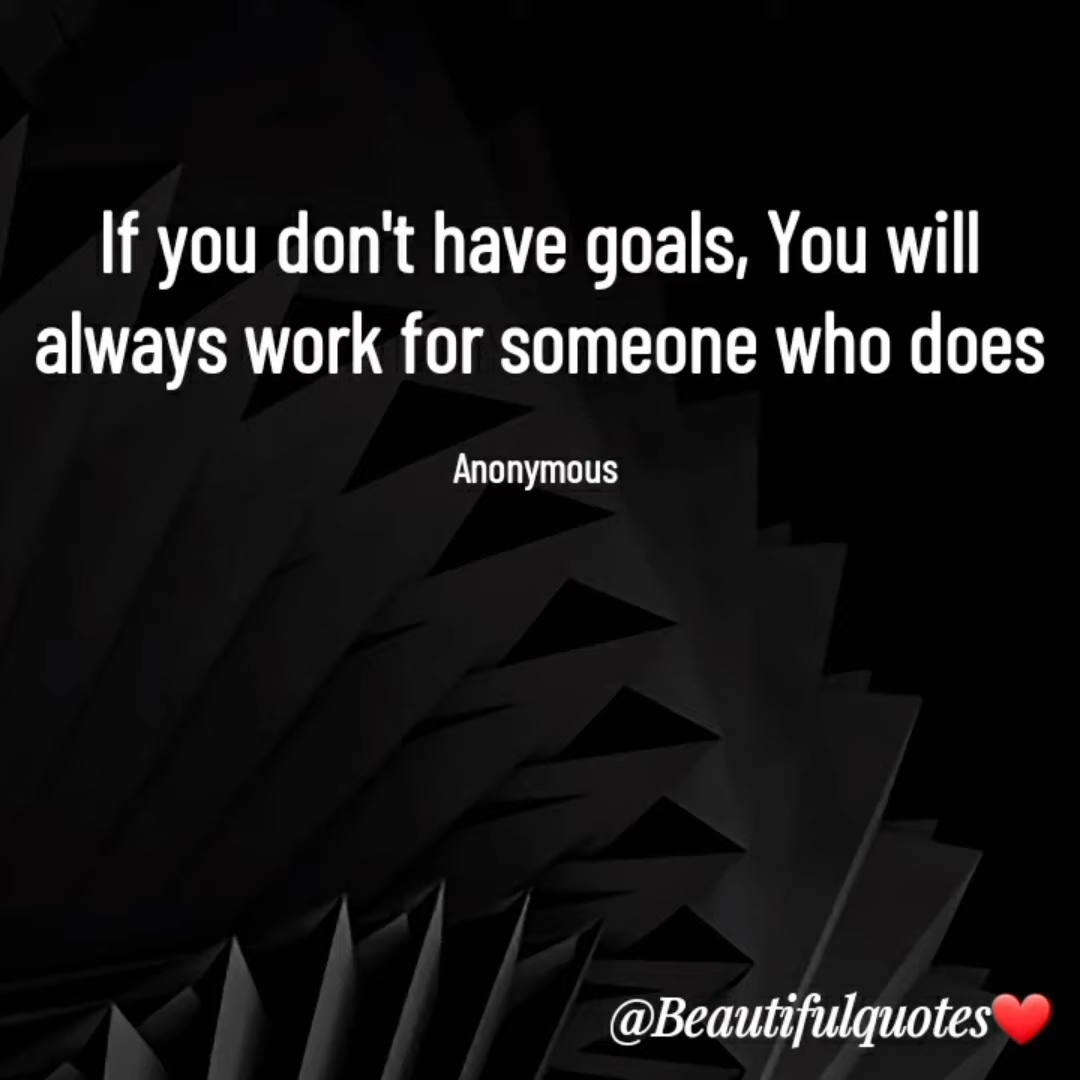 If you don't have goals, You will
always work for someone who does
Anonymous
@Beautifulquotes❤️